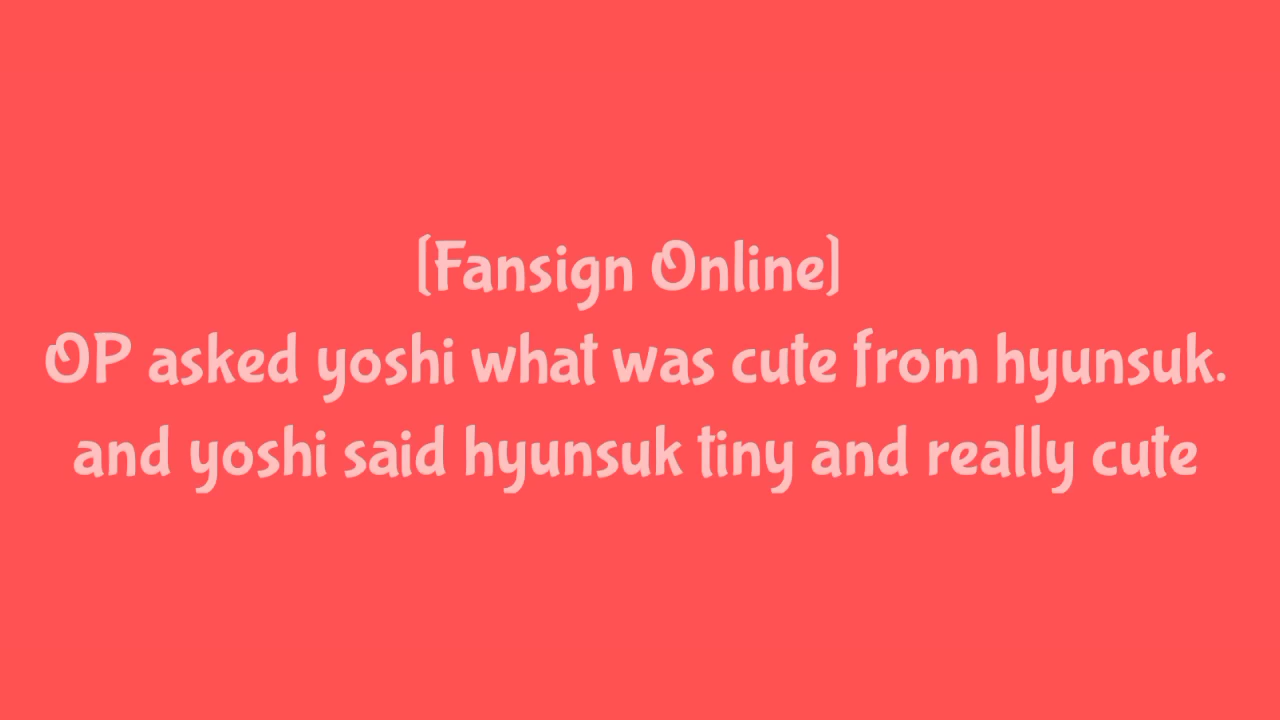 [Fansign Online]
OP asked yoshi what was cute from hyunsuk.
and yoshi said hyunsuk tiny and really cute